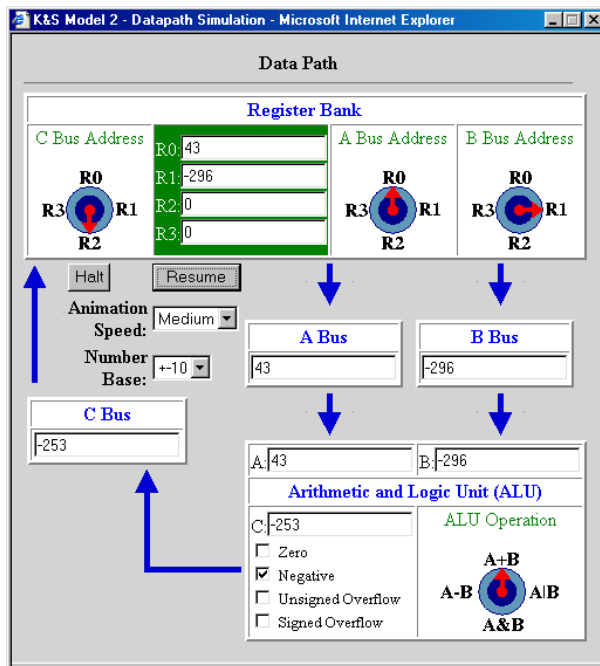 K&S Model 2 - Datapath Simulation - Microsoft Internet Explorer
Data Path
Register Bank
C Bus Address
R0
R3 R1
R2
R0: 43
R1: -296
R2: 0
R3: 0
A Bus Address
R0
R3 R1
R2
B Bus Address
R0
R3 R1
R2
Halt Resume
Animation Speed: Medium
Number Base: +-10
A Bus
43
B Bus
-296
C Bus
-253
A: 43 B: -296
Arithmetic and Logic Unit (ALU)
C: -253
Zero
Negative
Unsigned Overflow
Signed Overflow
ALU Operation
A+B
A-B A|B
A&B